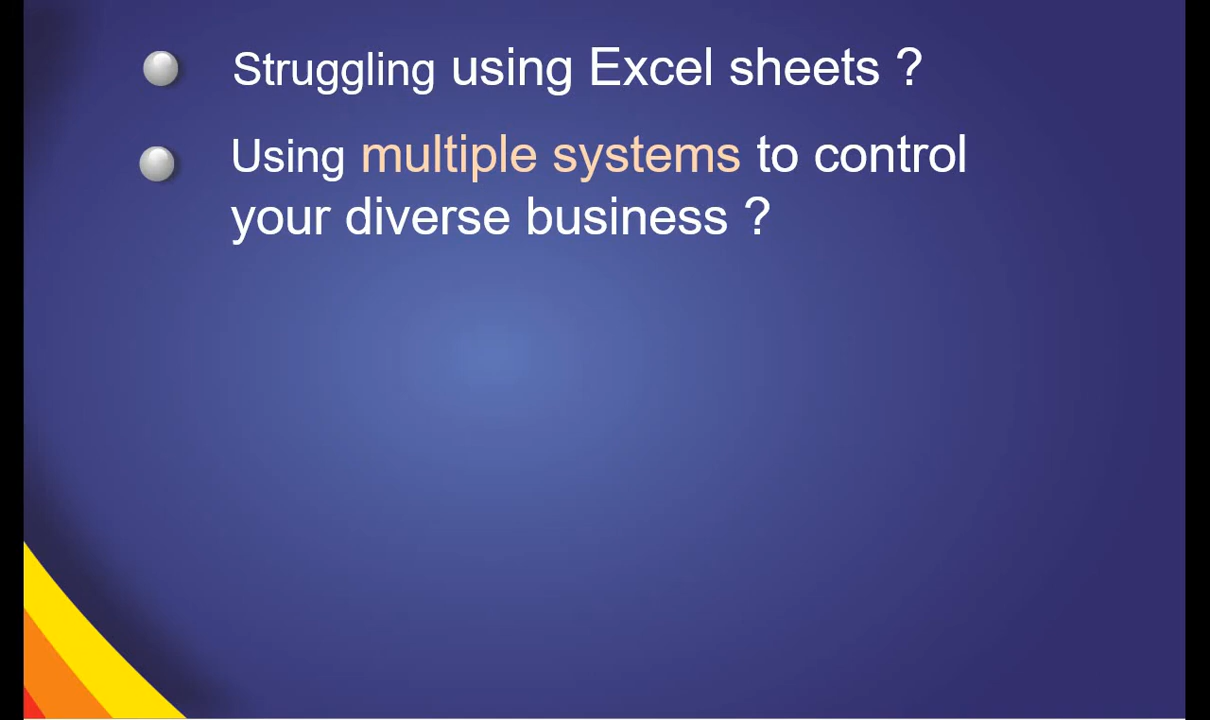 Struggling using Excel sheets ?
Using multiple systems to control
your diverse business ?